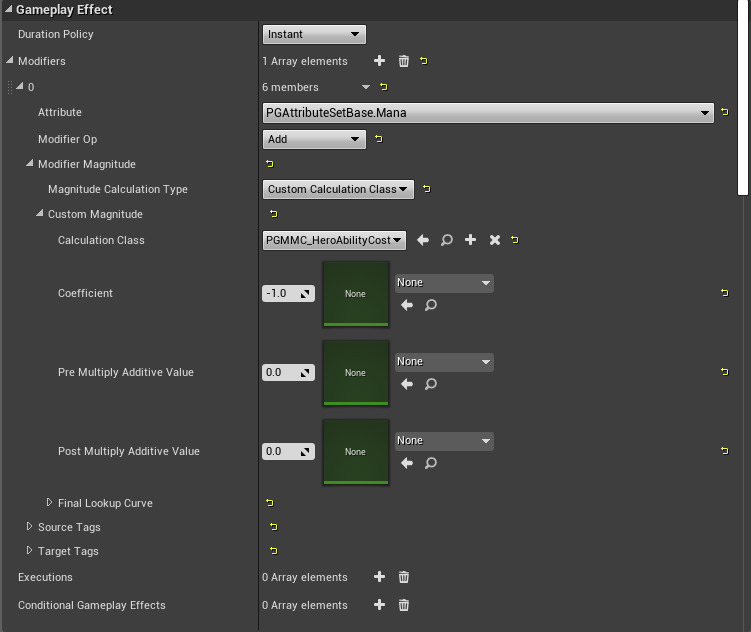 Gameplay Effect
Duration Policy Instant
Modifiers 1 Array elements
0 6 members
Attribute PGAttributeSetBase.Mana
Modifier Op Add
Modifier Magnitude
Magnitude Calculation Type Custom Calculation Class
Custom Magnitude
Calculation Class PGMMC_HeroAbilityCost
None
Coefficient -1.0 None
None
Pre Multiply Additive Value 0.0 None
None
Post Multiply Additive Value 0.0 None
Final Lookup Curve
Source Tags
Target Tags
Executions 0 Array elements
Conditional Gameplay Effects 0 Array elements